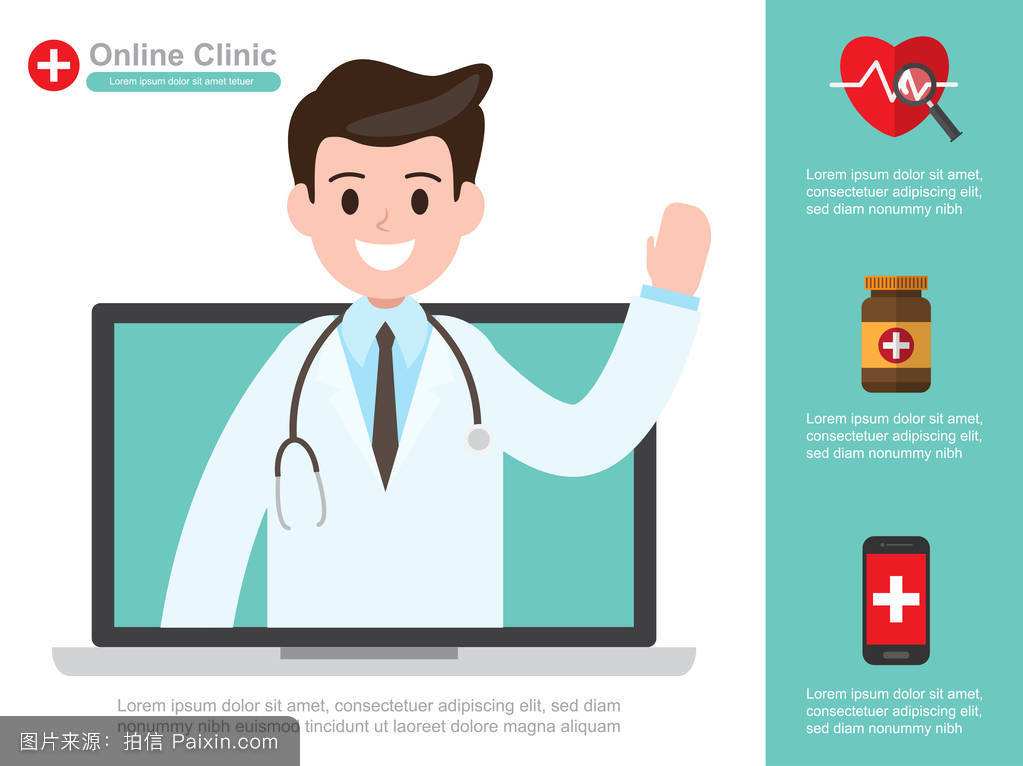 Online Clinic
Lorem ipsum dolor sit amet tetuer
Lorem ipsum dolor sit amet,
consectetuer adipiscing elit,
sed diam nonummy nibh
Lorem ipsum dolor sit amet,
consectetuer adipiscing elit,
sed diam nonummy nibh
Lorem ipsum dolor sit amet,
consectetuer adipiscing elit,
sed diam nonummy nibh
Lorem ipsum dolor sit amet, consectetuer adipiscing elit, sed diam
nonummy nibh euismod tincidunt ut laoreet dolore magna aliquam
图片来源：拍信 Paixin.com